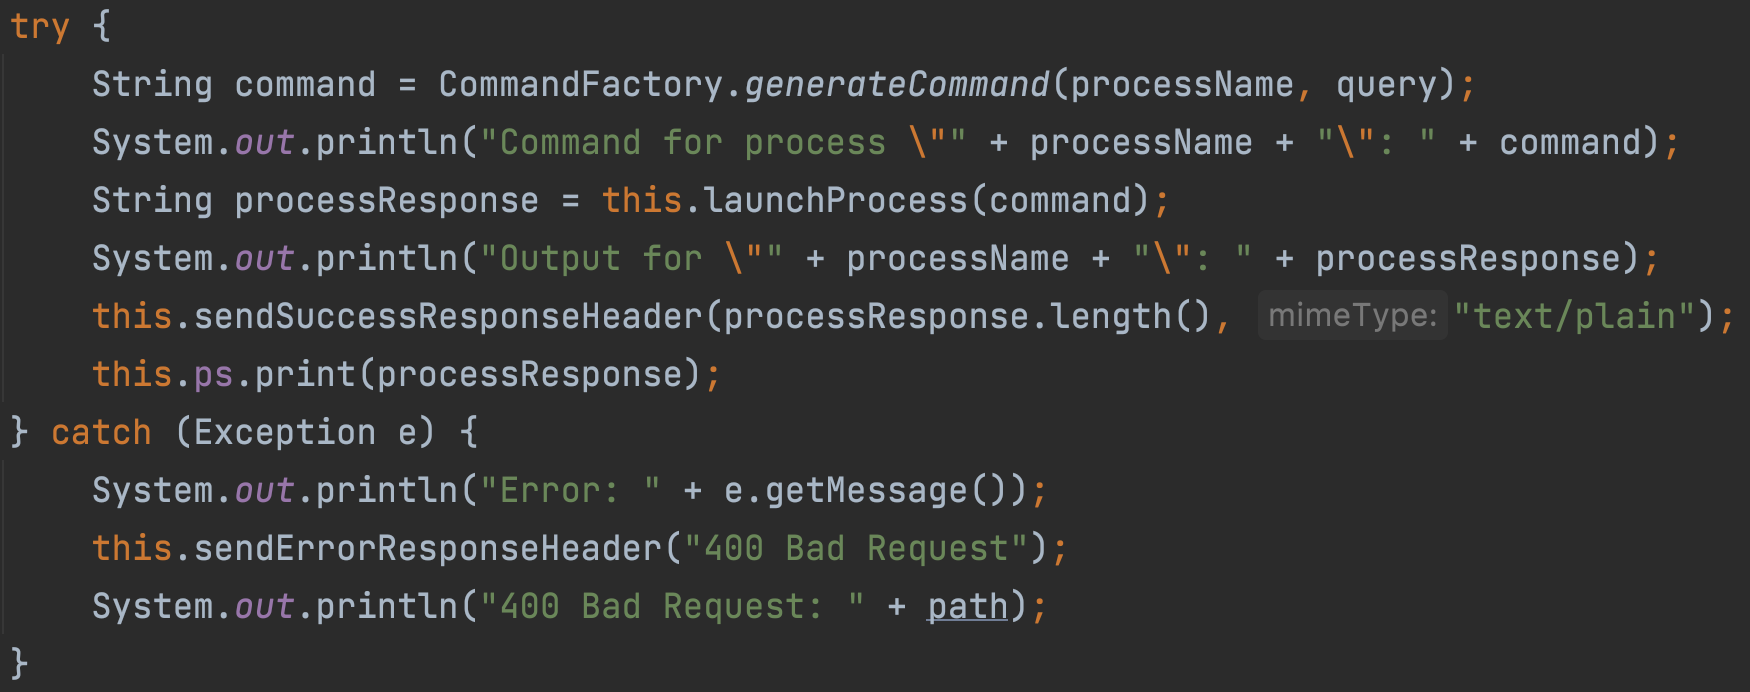 try {
    String command = CommandFactory.generateCommand(processName, query);
    System.out.println("Command for process \"" + processName + "\": " + command);
    String processResponse = this.launchProcess(command);
    System.out.println("Output for \"" + processName + "\": " + processResponse);
    this.sendSuccessResponseHeader(processResponse.length(), mimeType: "text/plain");
    this.ps.print(processResponse);
} catch (Exception e) {
    System.out.println("Error: " + e.getMessage());
    this.sendErrorResponseHeader("400 Bad Request");
    System.out.println("400 Bad Request: " + path);
}